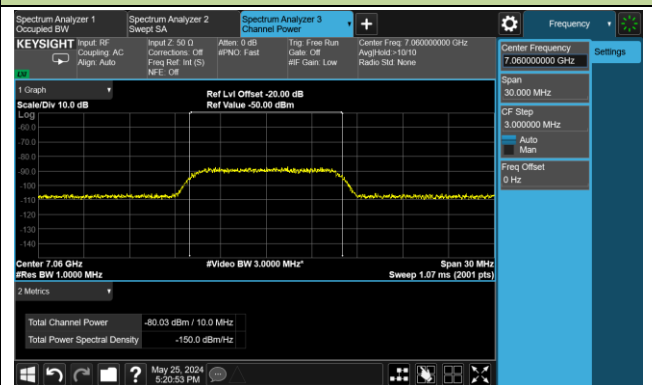 Spectrum Analyzer 1
Occupied BW
Spectrum Analyzer 2
Swept SA
Spectrum Analyzer 3
Channel Power
Frequency
KEYSIGHT
Input: RF
Coupling: AC
Align: Auto
Input Z: 50 Ω
Corrections: Off
Freq Ref: Int (S)
NFE: Off
Atten: 0 dB
#PNO: Fast
Trig: Free Run
Gate: Off
#IF Gain: Low
Center Freq: 7.060000000 GHz
Avg|Hold:>10/10
Radio Std: None
1 Graph
Scale/Div 10.0 dB
Ref Lvl Offset -20.00 dB
Ref Value -50.00 dBm
Log
-60.0
-70.0
-80.0
-90.0
-100
-110
-120
-130
-140
Center 7.06 GHz
#Res BW 1.0000 MHz
#Video BW 3.0000 MHz*
Span 30 MHz
Sweep 1.07 ms (2001 pts)
2 Metrics
Total Channel Power -80.03 dBm / 10.0 MHz
Total Power Spectral Density -150.0 dBm/Hz
May 25, 2024
5:20:53 PM
Center Frequency
7.060000000 GHz
Span
30.000 MHz
CF Step
3.000000 MHz
Auto
Man
Freq Offset
0 Hz
Settings